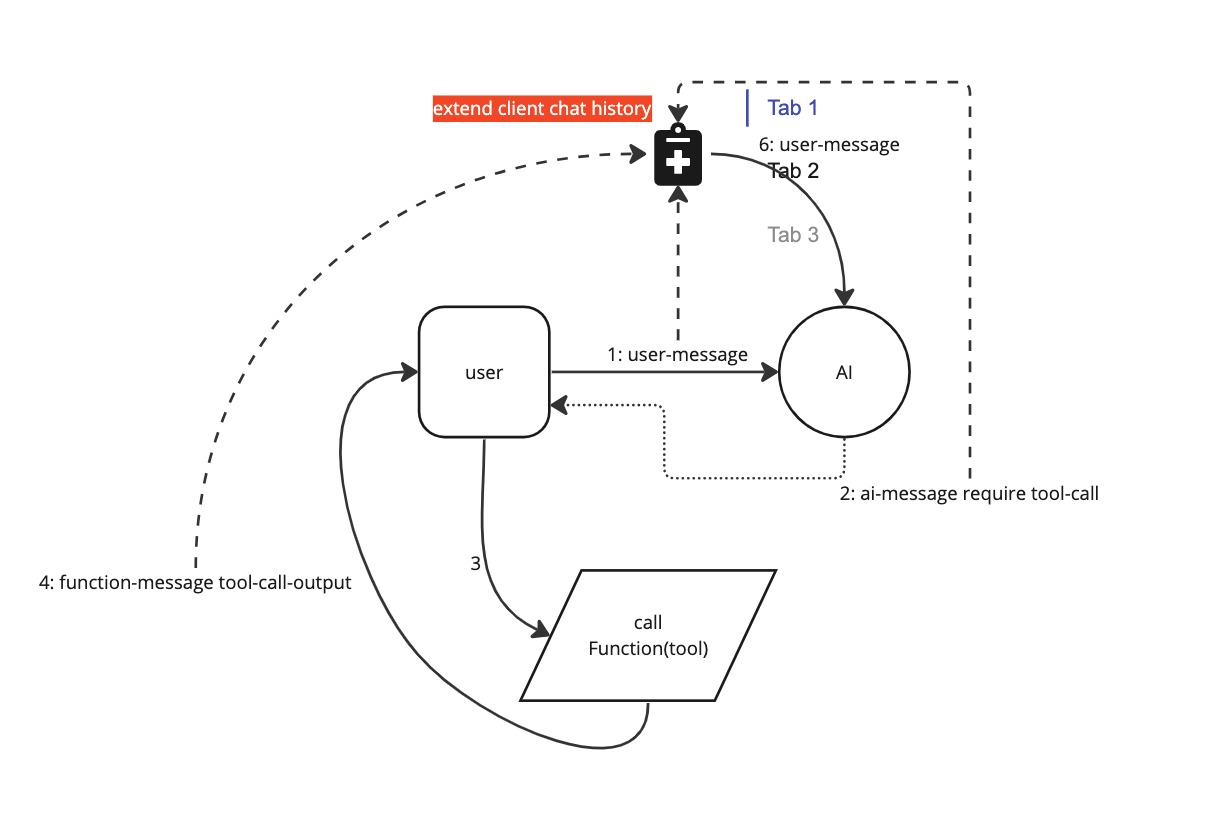 extend client chat history
Tab 1
6: user-message
Tab 2
Tab 3
1: user-message
user
AI
2: ai-message require tool-call
3
4: function-message tool-call-output
call
Function(tool)